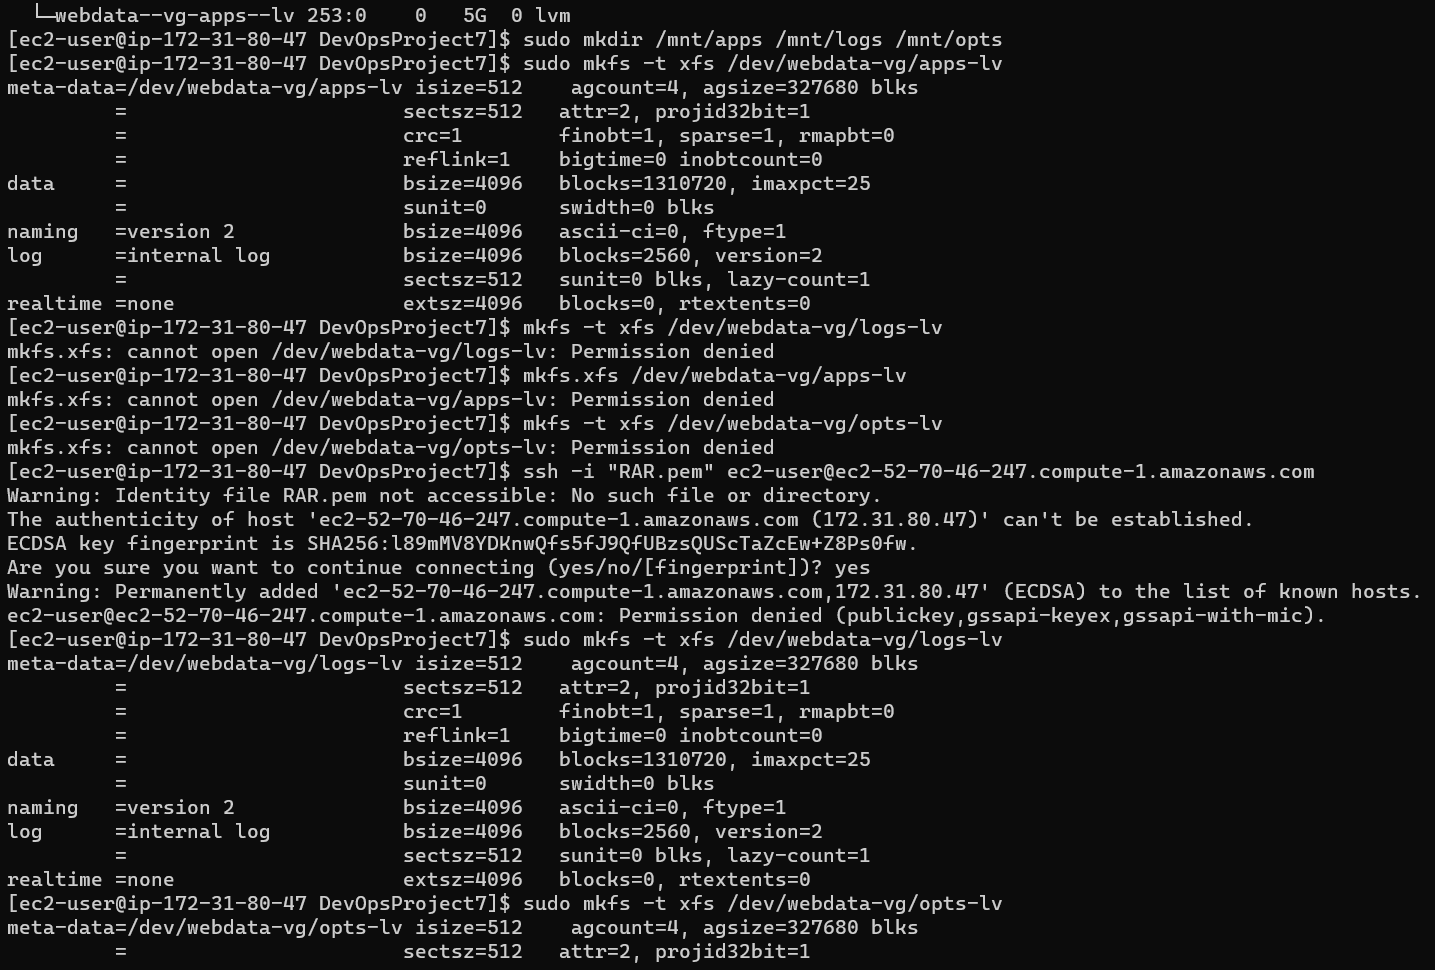 └─webdata--vg-apps--lv 253:0    0   5G  0 lvm
[ec2-user@ip-172-31-80-47 DevOpsProject7]$ sudo mkdir /mnt/apps /mnt/logs /mnt/opts
[ec2-user@ip-172-31-80-47 DevOpsProject7]$ sudo mkfs -t xfs /dev/webdata-vg/apps-lv
meta-data=/dev/webdata-vg/apps-lv isize=512    agcount=4, agsize=327680 blks
         =                       sectsz=512   attr=2, projid32bit=1
         =                       crc=1        finobt=1, sparse=1, rmapbt=0
         =                       reflink=1    bigtime=0 inobtcount=0
data     =                       bsize=4096   blocks=1310720, imaxpct=25
         =                       sunit=0      swidth=0 blks
naming   =version 2              bsize=4096   ascii-ci=0, ftype=1
log      =internal log           bsize=4096   blocks=2560, version=2
         =                       sectsz=512   sunit=0 blks, lazy-count=1
realtime =none                   extsz=4096   blocks=0, rtextents=0
[ec2-user@ip-172-31-80-47 DevOpsProject7]$ mkfs -t xfs /dev/webdata-vg/logs-lv
mkfs.xfs: cannot open /dev/webdata-vg/logs-lv: Permission denied
[ec2-user@ip-172-31-80-47 DevOpsProject7]$ mkfs.xfs /dev/webdata-vg/apps-lv
mkfs.xfs: cannot open /dev/webdata-vg/apps-lv: Permission denied
[ec2-user@ip-172-31-80-47 DevOpsProject7]$ mkfs -t xfs /dev/webdata-vg/opts-lv
mkfs.xfs: cannot open /dev/webdata-vg/opts-lv: Permission denied
[ec2-user@ip-172-31-80-47 DevOpsProject7]$ ssh -i "RAR.pem" ec2-user@ec2-52-70-46-247.compute-1.amazonaws.com
Warning: Identity file RAR.pem not accessible: No such file or directory.
The authenticity of host 'ec2-52-70-46-247.compute-1.amazonaws.com (172.31.80.47)' can't be established.
ECDSA key fingerprint is SHA256:l89mMV8YDKnwQfs5fJ9QfUBzsQUScTaZcEw+Z8Ps0fw.
Are you sure you want to continue connecting (yes/no/[fingerprint])? yes
Warning: Permanently added 'ec2-52-70-46-247.compute-1.amazonaws.com,172.31.80.47' (ECDSA) to the list of known hosts.
ec2-user@ec2-52-70-46-247.compute-1.amazonaws.com: Permission denied (publickey,gssapi-keyex,gssapi-with-mic).
[ec2-user@ip-172-31-80-47 DevOpsProject7]$ sudo mkfs -t xfs /dev/webdata-vg/logs-lv
meta-data=/dev/webdata-vg/logs-lv isize=512    agcount=4, agsize=327680 blks
         =                       sectsz=512   attr=2, projid32bit=1
         =                       crc=1        finobt=1, sparse=1, rmapbt=0
         =                       reflink=1    bigtime=0 inobtcount=0
data     =                       bsize=4096   blocks=1310720, imaxpct=25
         =                       sunit=0      swidth=0 blks
naming   =version 2              bsize=4096   ascii-ci=0, ftype=1
log      =internal log           bsize=4096   blocks=2560, version=2
         =                       sectsz=512   sunit=0 blks, lazy-count=1
realtime =none                   extsz=4096   blocks=0, rtextents=0
[ec2-user@ip-172-31-80-47 DevOpsProject7]$ sudo mkfs -t xfs /dev/webdata-vg/opts-lv
meta-data=/dev/webdata-vg/opts-lv isize=512    agcount=4, agsize=327680 blks
         =                       sectsz=512   attr=2, projid32bit=1